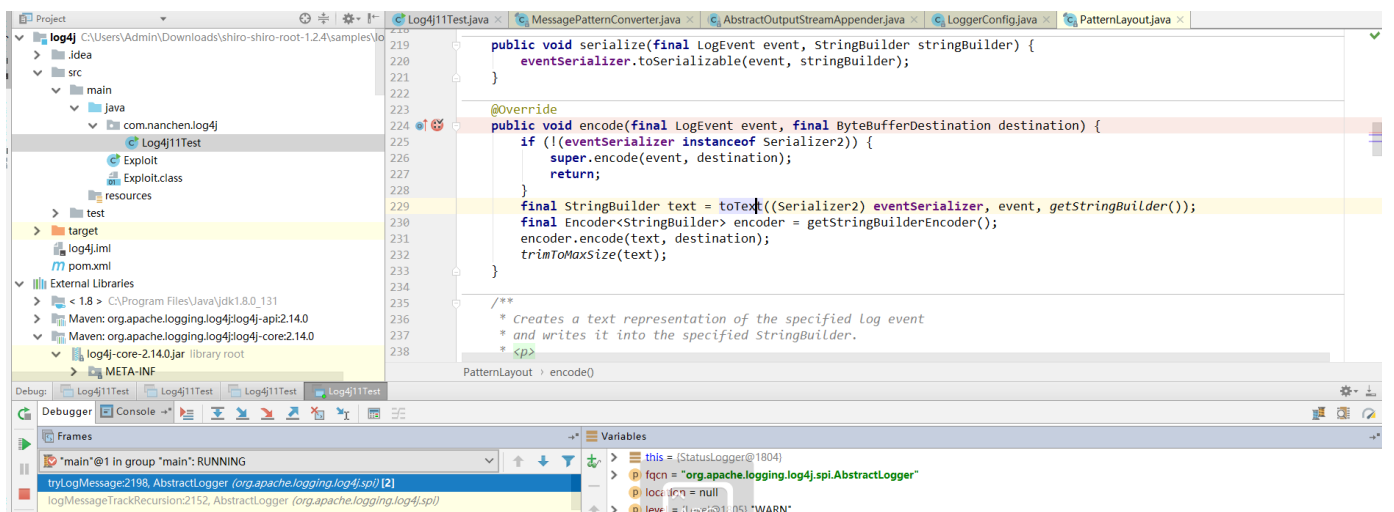 Project
Log4j11Test.java × MessagePatternConverter.java × AbstractOutputStreamAppender.java × LoggerConfig.java × PatternLayout.java ×
log4j C:\Users\Admin\Downloads\shiro-shiro-root-1.2.4\samples\lo
.idea
src
main
java
com.nanchen.log4j
Log4j11Test
Exploit
Exploit.class
resources
test
target
log4j.iml
pom.xml
External Libraries
< 1.8 > C:\Program Files\Java\jdk1.8.0_131
Maven: org.apache.logging.log4j:log4j-api:2.14.0
Maven: org.apache.logging.log4j:log4j-core:2.14.0
log4j-core-2.14.0.jar library root
META-INF
218
219 public void serialize(final LogEvent event, StringBuilder stringBuilder) {
220 eventSerializer.toSerializable(event, stringBuilder);
221 }
222
223 @Override
224 public void encode(final LogEvent event, final ByteBufferDestination destination) {
225 if (!(eventSerializer instanceof Serializer2)) {
226 super.encode(event, destination);
227 return;
228 }
229 final StringBuilder text = toText((Serializer2) eventSerializer, event, getStringBuilder());
230 final Encoder<StringBuilder> encoder = getStringBuilderEncoder();
231 encoder.encode(text, destination);
232 trimToMaxSize(text);
233 }
234
235 /**
236 * Creates a text representation of the specified log event
237 * and writes it into the specified StringBuilder.
238 * <p>
PatternLayout › encode()
Debug: Log4j11Test Log4j11Test Log4j11Test Log4j11Test
Debugger Console
Frames
"main"@1 in group "main": RUNNING
tryLogMessage:2198, AbstractLogger (org.apache.logging.log4j.spi) [2]
logMessageTrackRecursion:2152, AbstractLogger (org.apache.logging.log4j.spi)
Variables
this = {StatusLogger@1804}
fqcn = "org.apache.logging.log4j.spi.AbstractLogger"
location = null
level = {Level@1805} "WARN"